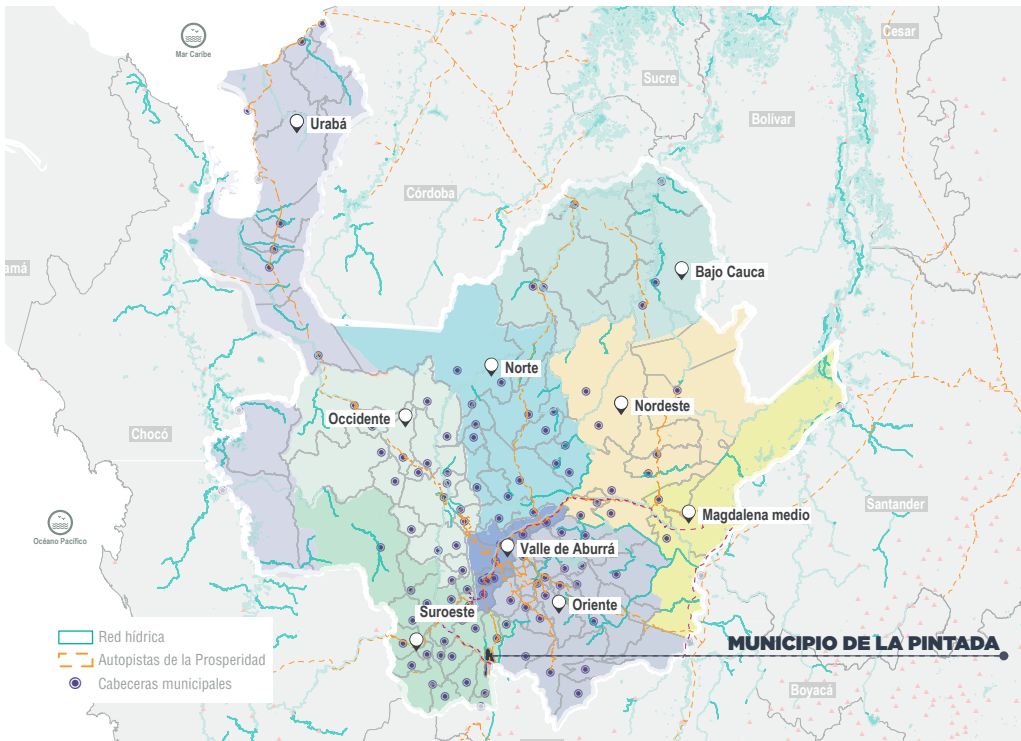 Mar Caribe
Cesar
Sucre
Bolivar
Urabá
Córdoba
amá
Bajo Cauca
Norte
Occidente
Nordeste
Chocó
Santander
Magdalena medio
Océano Pacífico
Valle de Aburrá
Suroeste
Oriente
Red hídrica
Autopistas de la Prosperidad
Cabeceras municipales
MUNICIPIO DE LA PINTADA
Boyacá